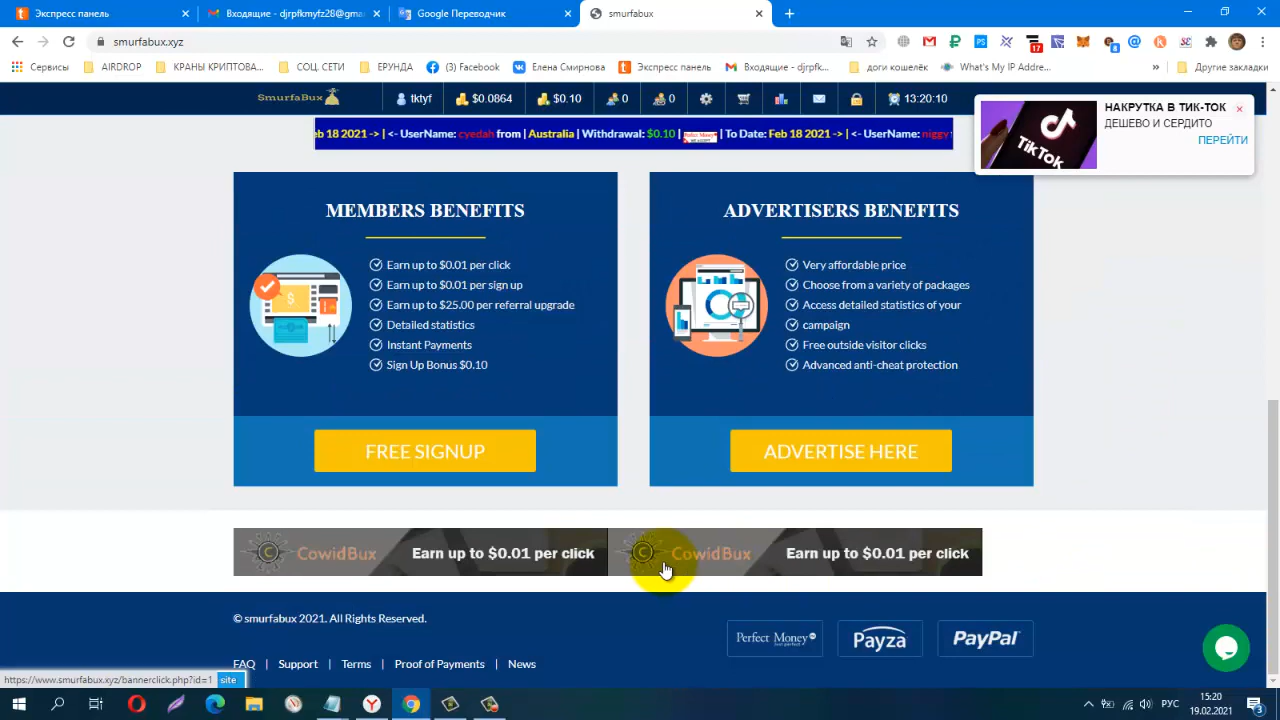 Экспресс панель
Входящие - djrpfkmyfz28@gma
Google Переводчик
smurfabux
smurfabux.xyz
17
8
Сервисы
AIRDROP
КРАНЫ КРИПТОВА...
СОЦ. СЕТИ
ЕРУНДА
(3) Facebook
Елена Смирнова
Экспресс панель
Входящие - djrpfk...
доги кошелёк
What's My IP Addre...
»
Другие закладки
SmurfaBux
tktyf
$0.0864
$0.10
0
0
13:20:10
eb 18 2021 -> | <- UserName: cyedah from | Australia | Withdrawal: $0.10 | Perfect Money | To Date: Feb 18 2021 -> | <- UserName: niggy
НАКРУТКА В ТИК-ТОК
ДЕШЕВО И СЕРДИТО
ПЕРЕЙТИ
TikTok
MEMBERS BENEFITS
Earn up to $0.01 per click
Earn up to $0.01 per sign up
Earn up to $25.00 per referral upgrade
Detailed statistics
Instant Payments
Sign Up Bonus $0.10
FREE SIGNUP
ADVERTISERS BENEFITS
Very affordable price
Choose from a variety of packages
Access detailed statistics of your
campaign
Free outside visitor clicks
Advanced anti-cheat protection
ADVERTISE HERE
C CowidBux Earn up to $0.01 per click
C CowidBux Earn up to $0.01 per click
© smurfabux 2021. All Rights Reserved.
Perfect Money
Payza
PayPal
FAQ | Support | Terms | Proof of Payments | News
https://www.smurfabux.xyz/bannerclick.php?id=1
site
РУС
15:20
19.02.2021
3